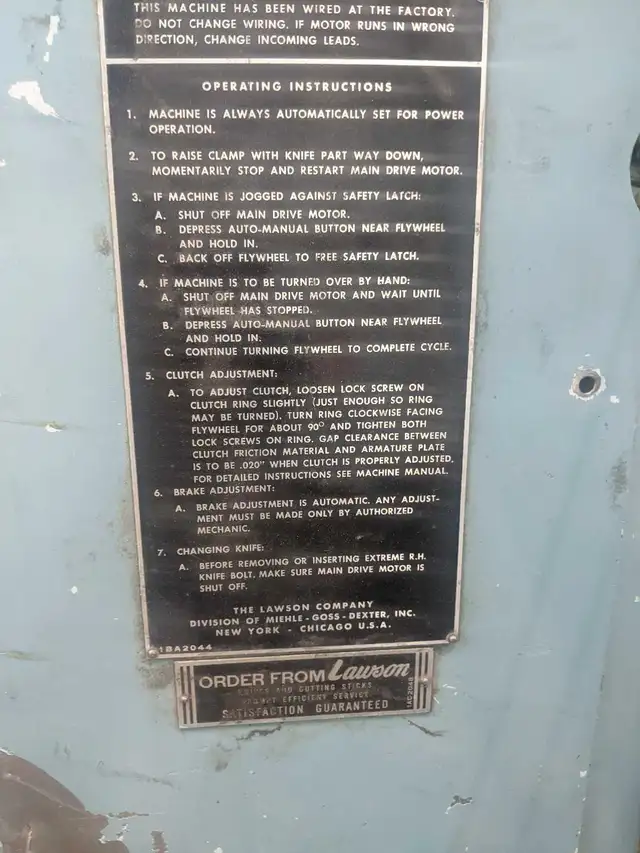 THIS MACHINE HAS BEEN WIRED AT THE FACTORY.
DO NOT CHANGE WIRING. IF MOTOR RUNS IN WRONG
DIRECTION, CHANGE INCOMING LEADS.
OPERATING INSTRUCTIONS
1. MACHINE IS ALWAYS AUTOMATICALLY SET FOR POWER
OPERATION.
2. TO RAISE CLAMP WITH KNIFE PART WAY DOWN,
MOMENTARILY STOP AND RESTART MAIN DRIVE MOTOR.
3. IF MACHINE IS JOGGED AGAINST SAFETY LATCH:
A. SHUT OFF MAIN DRIVE MOTOR.
B. DEPRESS AUTO-MANUAL BUTTON NEAR FLYWHEEL
AND HOLD IN.
C. BACK OFF FLYWHEEL TO FREE SAFETY LATCH.
4. IF MACHINE IS TO BE TURNED OVER BY HAND:
A. SHUT OFF MAIN DRIVE MOTOR AND WAIT UNTIL
FLYWHEEL HAS STOPPED.
B. DEPRESS AUTO-MANUAL BUTTON NEAR FLYWHEEL
AND HOLD IN.
C. CONTINUE TURNING FLYWHEEL TO COMPLETE CYCLE.
5. CLUTCH ADJUSTMENT:
A. TO ADJUST CLUTCH, LOOSEN LOCK SCREW ON
CLUTCH RING SLIGHTLY (JUST ENOUGH SO RING
MAY BE TURNED). TURN RING CLOCKWISE FACING
FLYWHEEL FOR ABOUT 90° AND TIGHTEN BOTH
LOCK SCREWS ON RING. GAP CLEARANCE BETWEEN
CLUTCH FRICTION MATERIAL AND ARMATURE PLATE
IS TO BE .020" WHEN CLUTCH IS PROPERLY ADJUSTED.
FOR DETAILED INSTRUCTIONS SEE MACHINE MANUAL.
6. BRAKE ADJUSTMENT:
A. BRAKE ADJUSTMENT IS AUTOMATIC. ANY ADJUST-
MENT MUST BE MADE ONLY BY AUTHORIZED
MECHANIC.
7. CHANGING KNIFE:
A. BEFORE REMOVING OR INSERTING EXTREME R.H.
KNIFE BOLT. MAKE SURE MAIN DRIVE MOTOR IS
SHUT OFF.
THE LAWSON COMPANY
DIVISION OF MIEHLE-GOSS-DEXTER, INC.
NEW YORK - CHICAGO U.S.A.
1BA2044
ORDER FROM Lawson
KNIVES AND CUTTING STICKS
PROMPT EFFICIENT SERVICE
SATISFACTION GUARANTEED
1AC2048